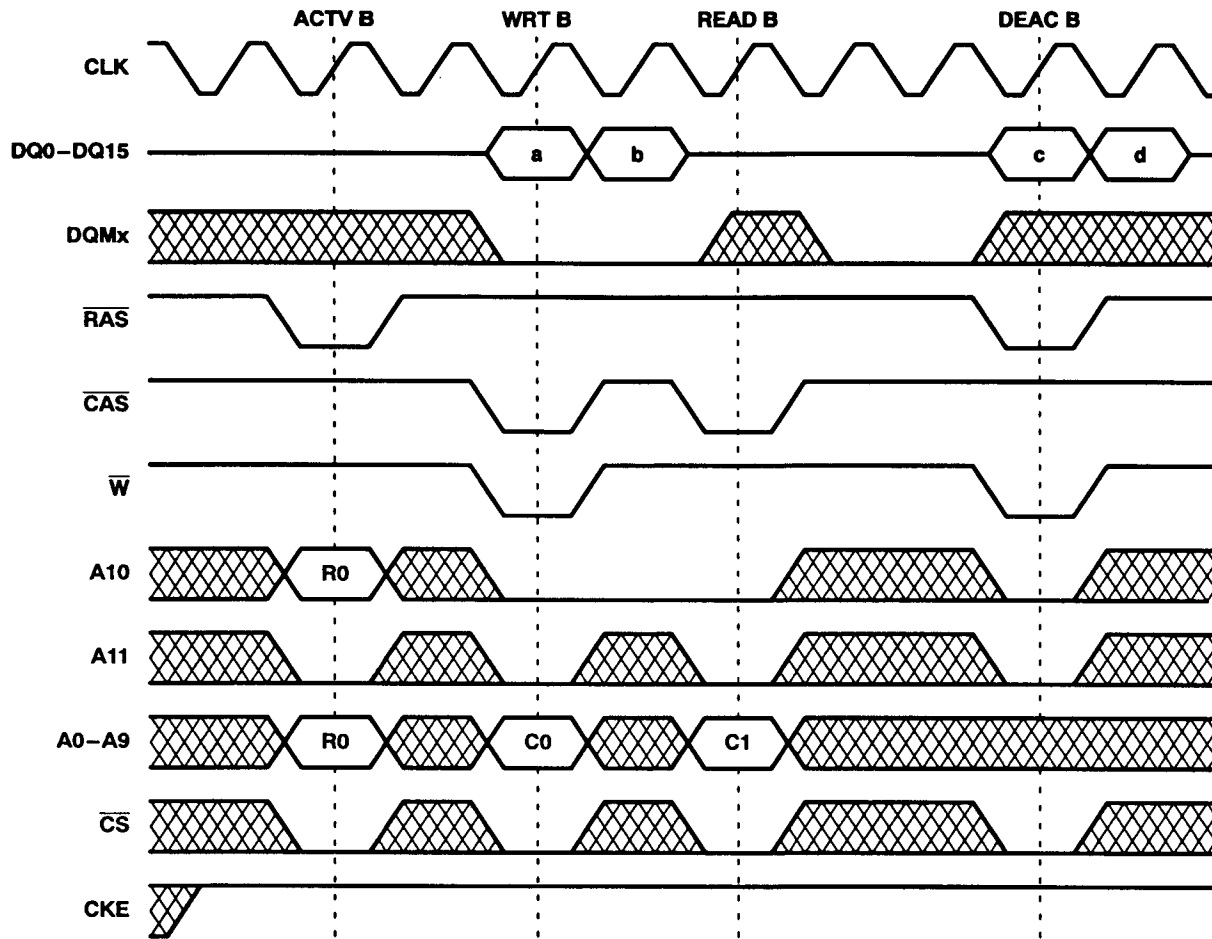 ACTV B WRT B READ B DEAC B
CLK
DQ0–DQ15 a b c d
DQMx
RAS
CAS
W
A10 R0
A11
A0–A9 R0 C0 C1
CS
CKE